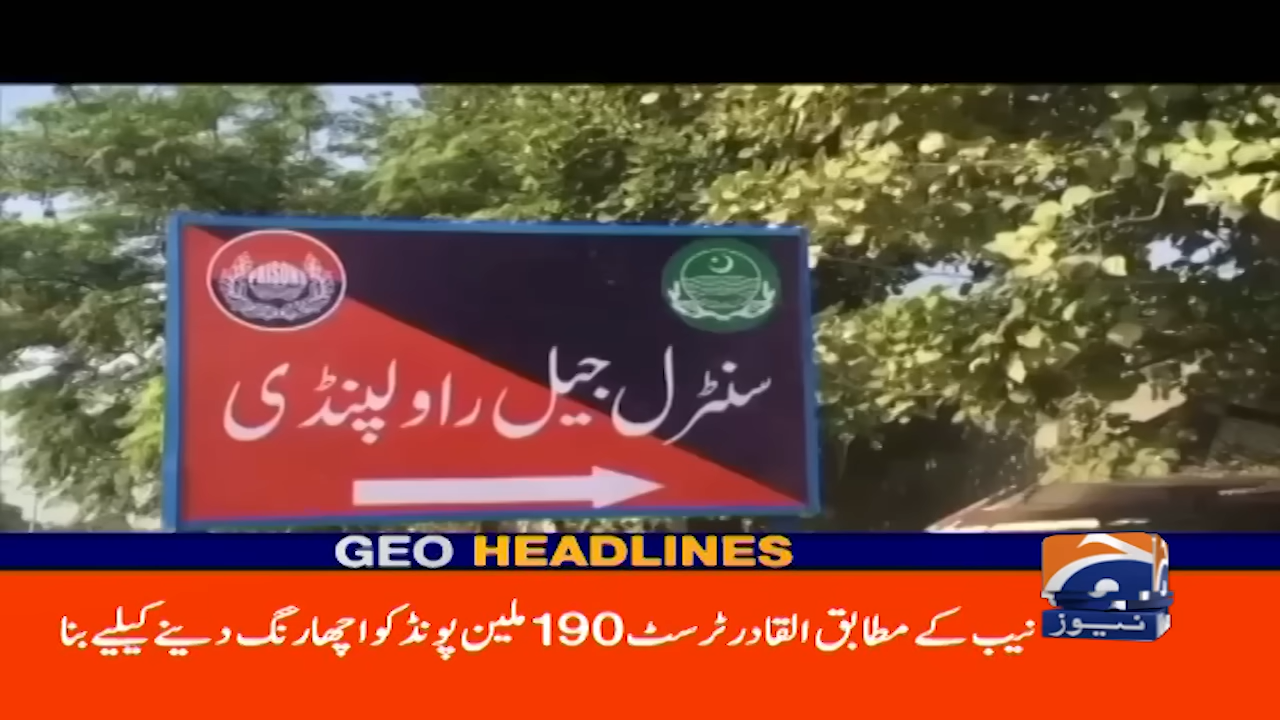 PRISONS
سنٹرل جیل راولپنڈی
GEO HEADLINES
نیب کے مطابق القادر ٹرسٹ 190 ملین پونڈ کو اچھا رنگ دینے کیلیے بنا
جیو
نیوز